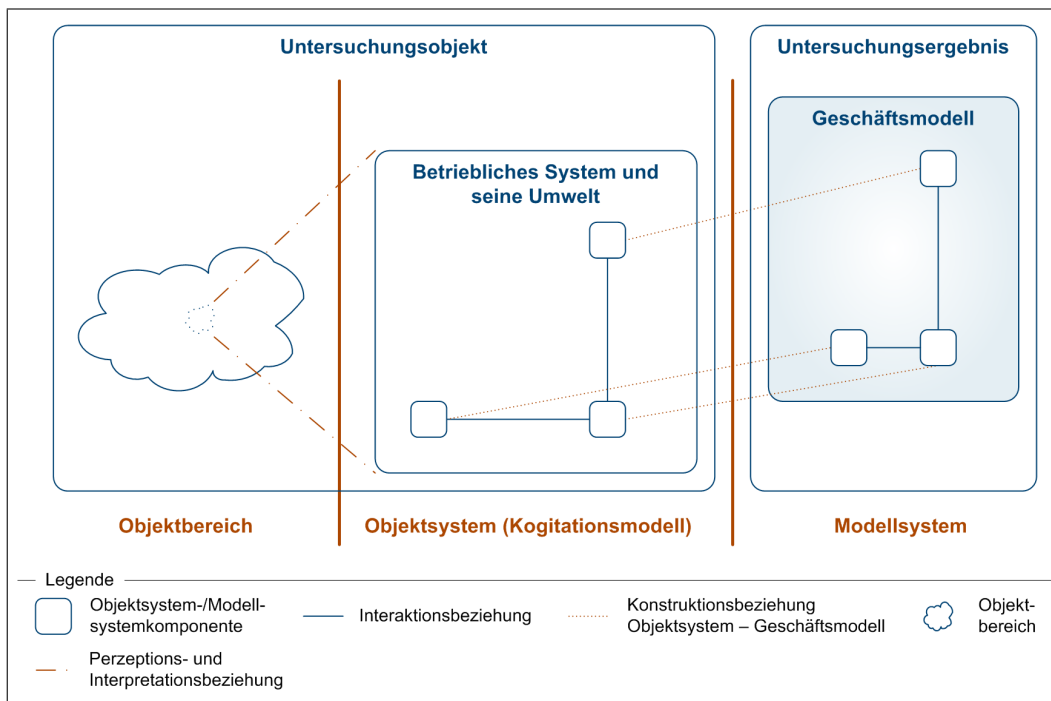 Untersuchungsobjekt
Untersuchungsergebnis
Geschäftsmodell
Betriebliches System und
seine Umwelt
Objektbereich
Objektsystem (Kogitationsmodell)
Modellsystem
Legende
Objektsystem-/Modell-
systemkomponente
Interaktionsbeziehung
Konstruktionsbeziehung
Objektsystem – Geschäftsmodell
Objekt-
bereich
Perzeptions- und
Interpretationsbeziehung